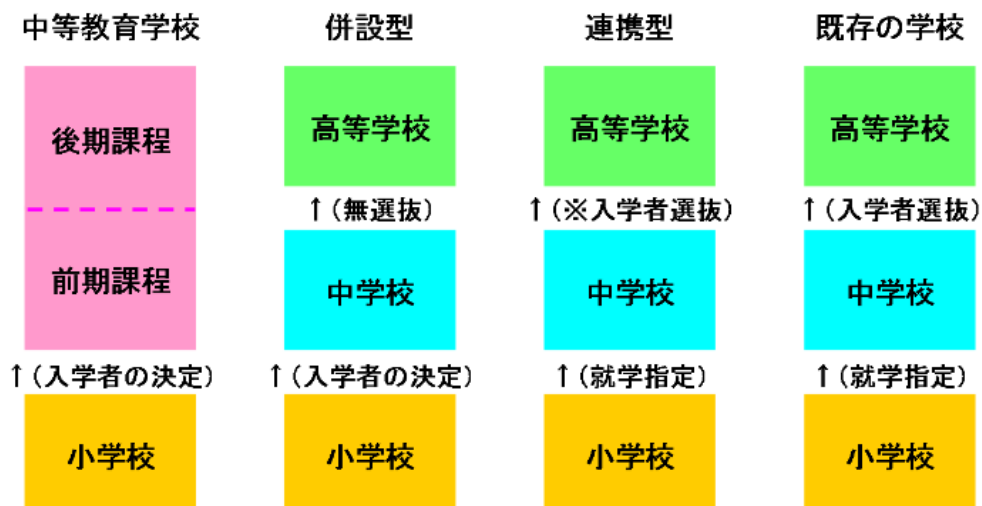 中等教育学校
後期課程
前期課程
↑(入学者の決定)
小学校
併設型
高等学校
↑(無選抜)
中学校
↑(入学者の決定)
小学校
連携型
高等学校
↑(※入学者選抜)
中学校
↑(就学指定)
小学校
既存の学校
高等学校
↑(入学者選抜)
中学校
↑(就学指定)
小学校